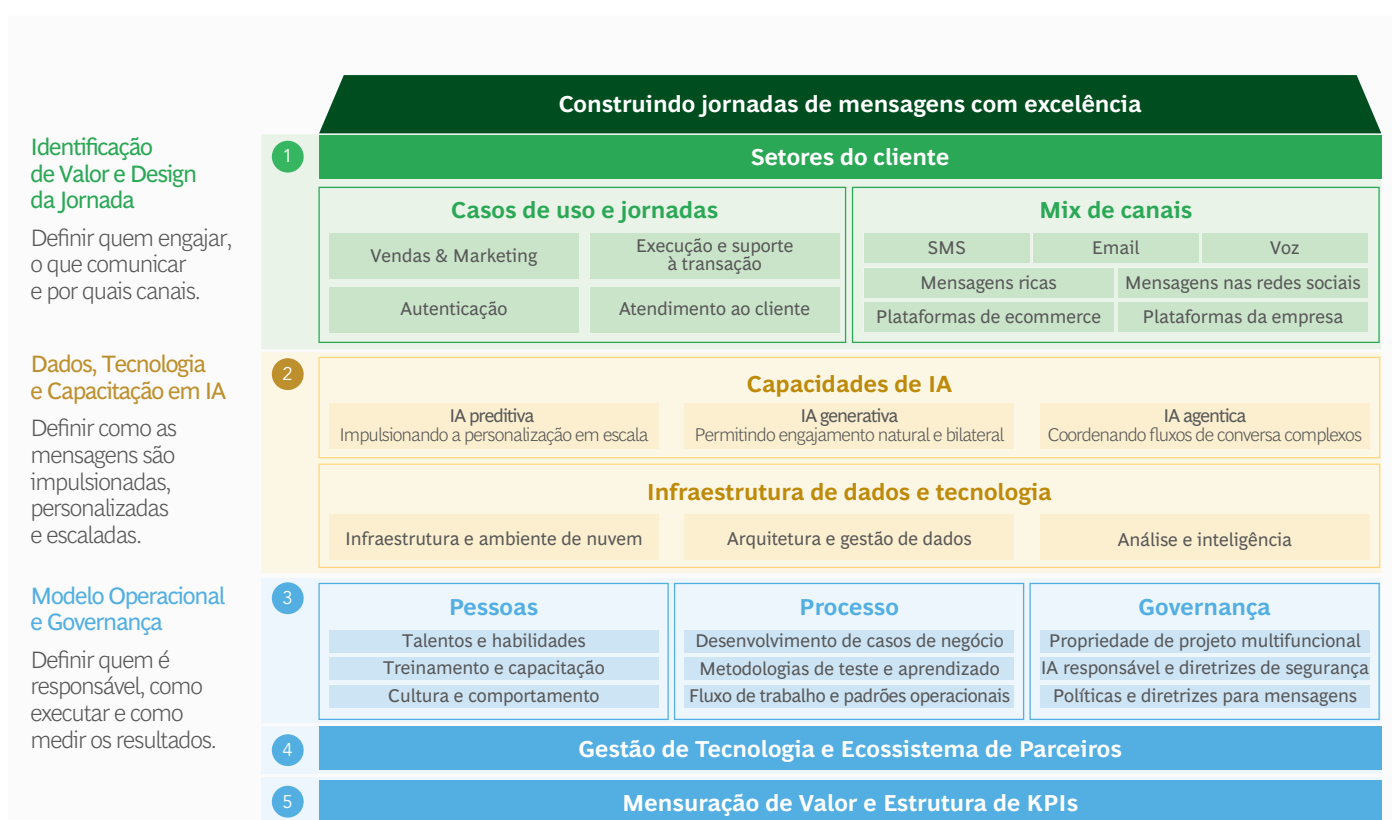 Construindo jornadas de mensagens com excelência
Identificação
de Valor e Design
da Jornada
Definir quem engajar,
o que comunicar
e por quais canais.
1
Setores do cliente
Casos de uso e jornadas
Vendas & Marketing
Execução e suporte
à transação
Autenticação
Atendimento ao cliente
Mix de canais
SMS
Email
Voz
Mensagens ricas
Mensagens nas redes sociais
Plataformas de ecommerce
Plataformas da empresa
Dados, Tecnologia
e Capacitação em IA
Definir como as
mensagens são
impulsionadas,
personalizadas
e escaladas.
2
Capacidades de IA
IA preditiva
Impulsionando a personalização em escala
IA generativa
Permitindo engajamento natural e bilateral
IA agentica
Coordenando fluxos de conversa complexos
Infraestrutura de dados e tecnologia
Infraestrutura e ambiente de nuvem
Arquitetura e gestão de dados
Análise e inteligência
Modelo Operacional
e Governança
Definir quem é
responsável, como
executar e como
medir os resultados.
3
Pessoas
Talentos e habilidades
Treinamento e capacitação
Cultura e comportamento
Processo
Desenvolvimento de casos de negócio
Metodologias de teste e aprendizado
Fluxo de trabalho e padrões operacionais
Governança
Propriedade de projeto multifuncional
IA responsável e diretrizes de segurança
Políticas e diretrizes para mensagens
4
Gestão de Tecnologia e Ecossistema de Parceiros
5
Mensuração de Valor e Estrutura de KPIs